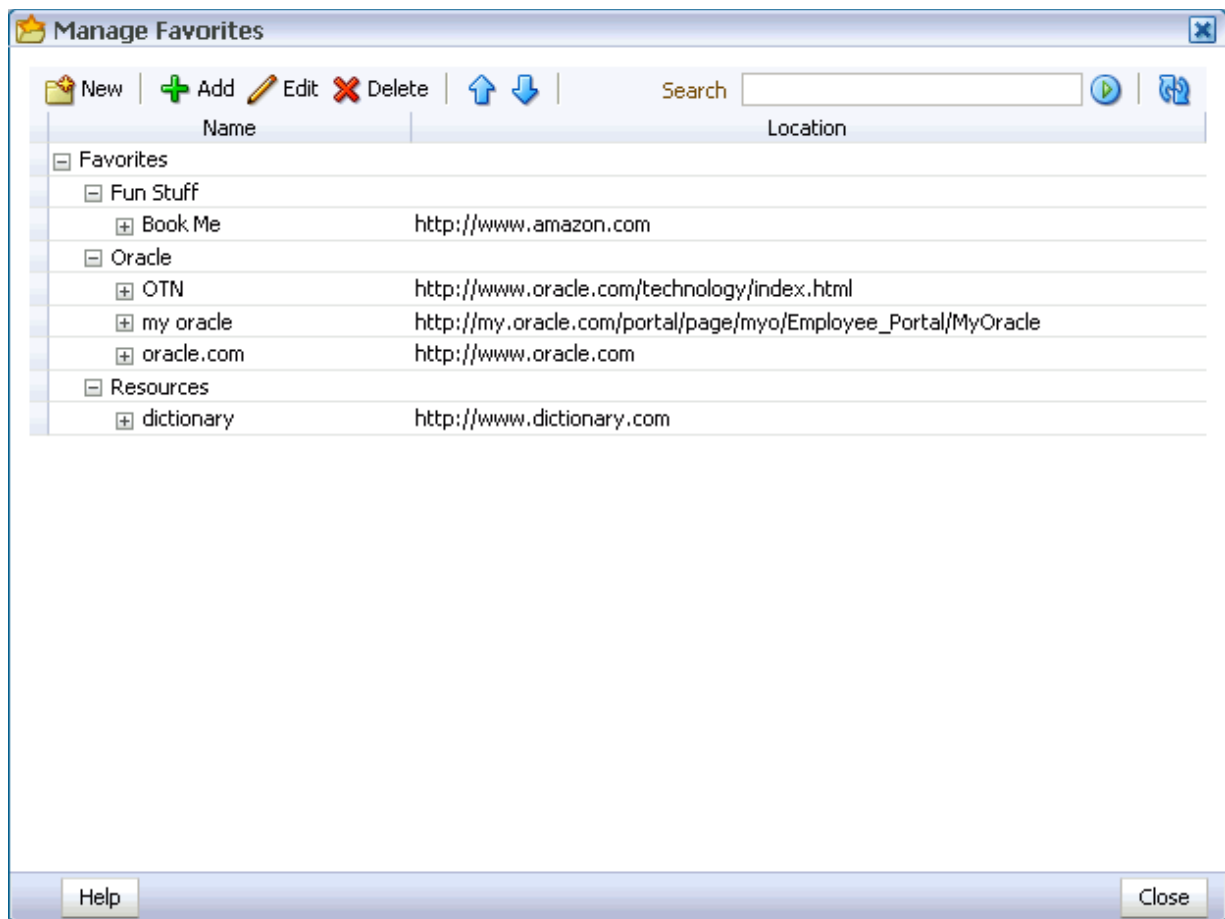 Manage Favorites
New Add Edit Delete Search
Name Location
Favorites
Fun Stuff
Book Me http://www.amazon.com
Oracle
OTN http://www.oracle.com/technology/index.html
my oracle http://my.oracle.com/portal/page/myo/Employee_Portal/MyOracle
oracle.com http://www.oracle.com
Resources
dictionary http://www.dictionary.com
Help Close